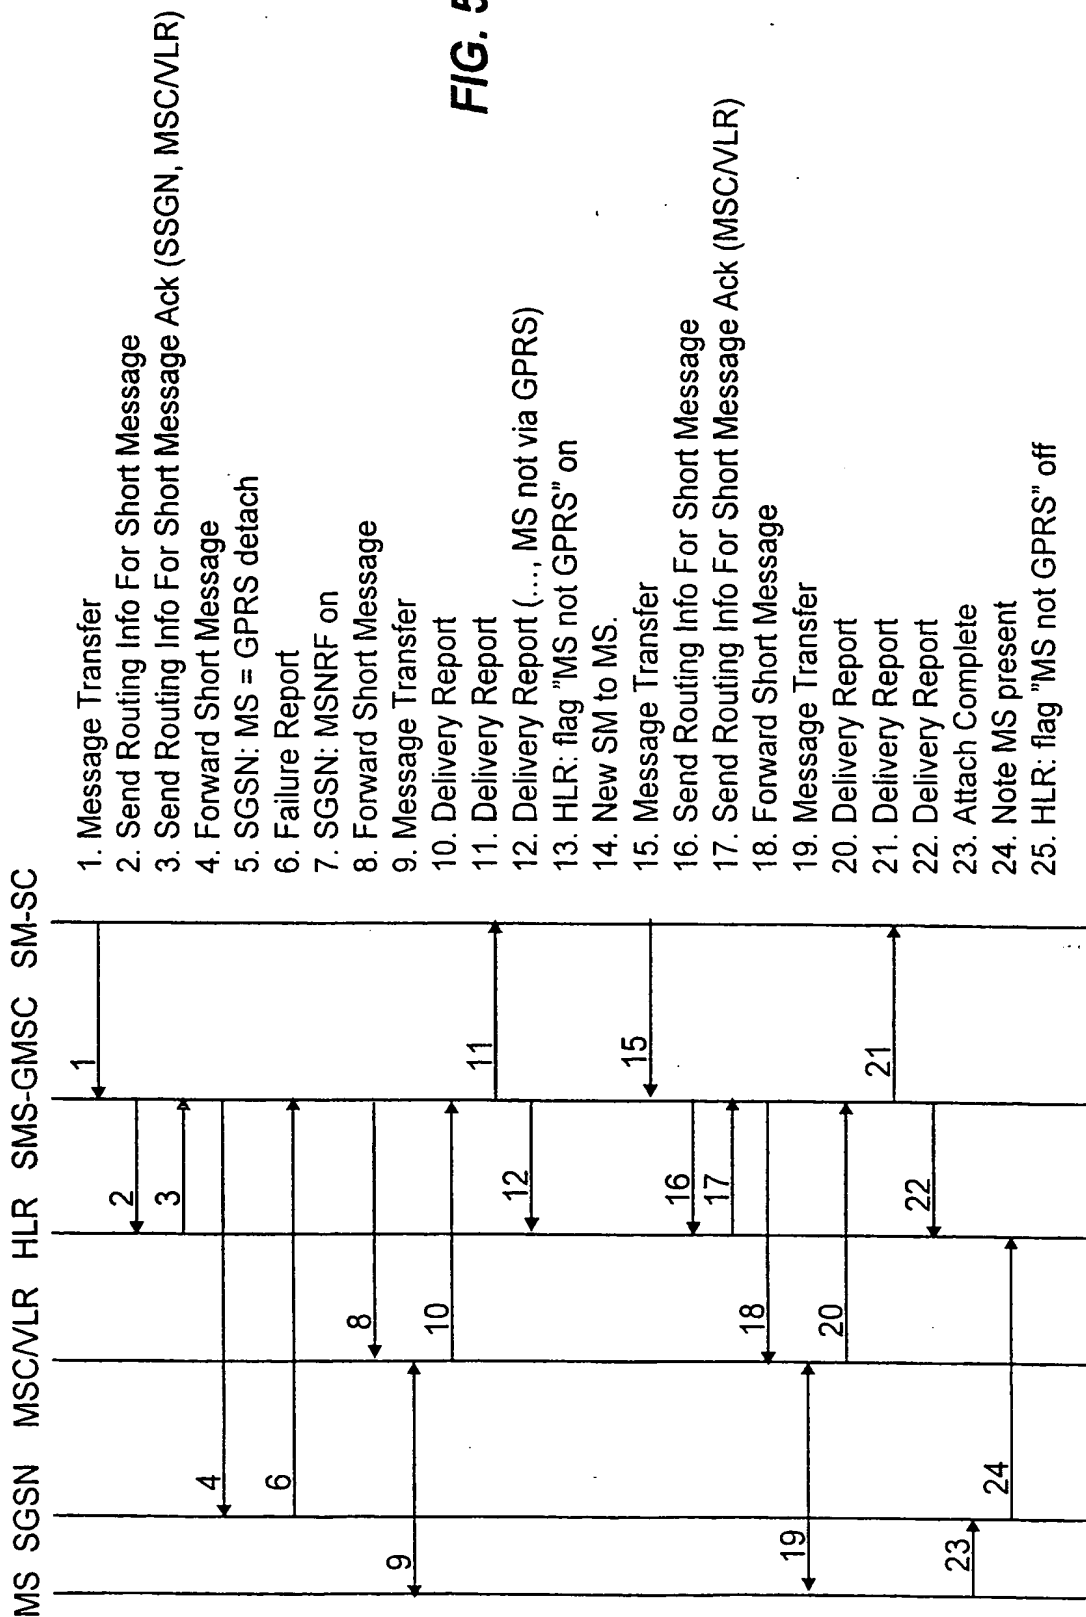 FIG. 5
MS SGSN MSC/VLR HLR SMS-GMSC SM-SC
1
2
3
4
6
8
9
10
11
12
15
16
17
18
19
20
21
22
23
24
1. Message Transfer
2. Send Routing Info For Short Message
3. Send Routing Info For Short Message Ack (SSGN, MSC/VLR)
4. Forward Short Message
5. SGSN: MS = GPRS detach
6. Failure Report
7. SGSN: MSNRF on
8. Forward Short Message
9. Message Transfer
10. Delivery Report
11. Delivery Report
12. Delivery Report (..., MS not via GPRS)
13. HLR: flag "MS not GPRS" on
14. New SM to MS.
15. Message Transfer
16. Send Routing Info For Short Message
17. Send Routing Info For Short Message Ack (MSC/VLR)
18. Forward Short Message
19. Message Transfer
20. Delivery Report
21. Delivery Report
22. Delivery Report
23. Attach Complete
24. Note MS present
25. HLR: flag "MS not GPRS" off